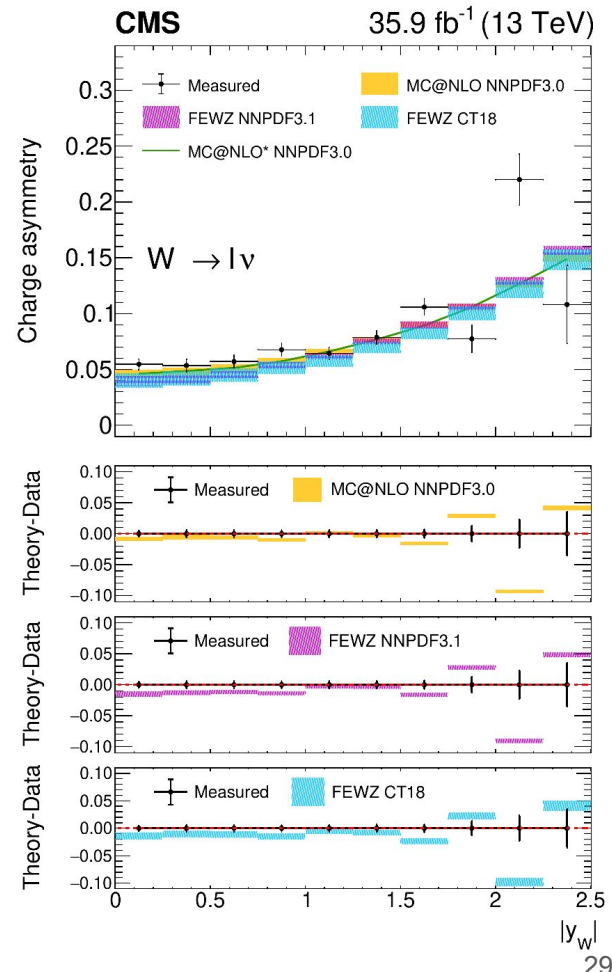 CMS 35.9 fb⁻¹ (13 TeV)
Measured MC@NLO NNPDF3.0
FEWZ NNPDF3.1 FEWZ CT18
MC@NLO* NNPDF3.0
W → l ν
Charge asymmetry
0.3
0.25
0.2
0.15
0.1
0.05
0
Measured MC@NLO NNPDF3.0
Theory-Data
0.10
0.05
0.00
−0.05
−0.10
Measured FEWZ NNPDF3.1
Theory-Data
0.10
0.05
0.00
−0.05
−0.10
Measured FEWZ CT18
Theory-Data
0.10
0.05
0.00
−0.05
−0.10
0 0.5 1 1.5 2 2.5
|y_W|
29